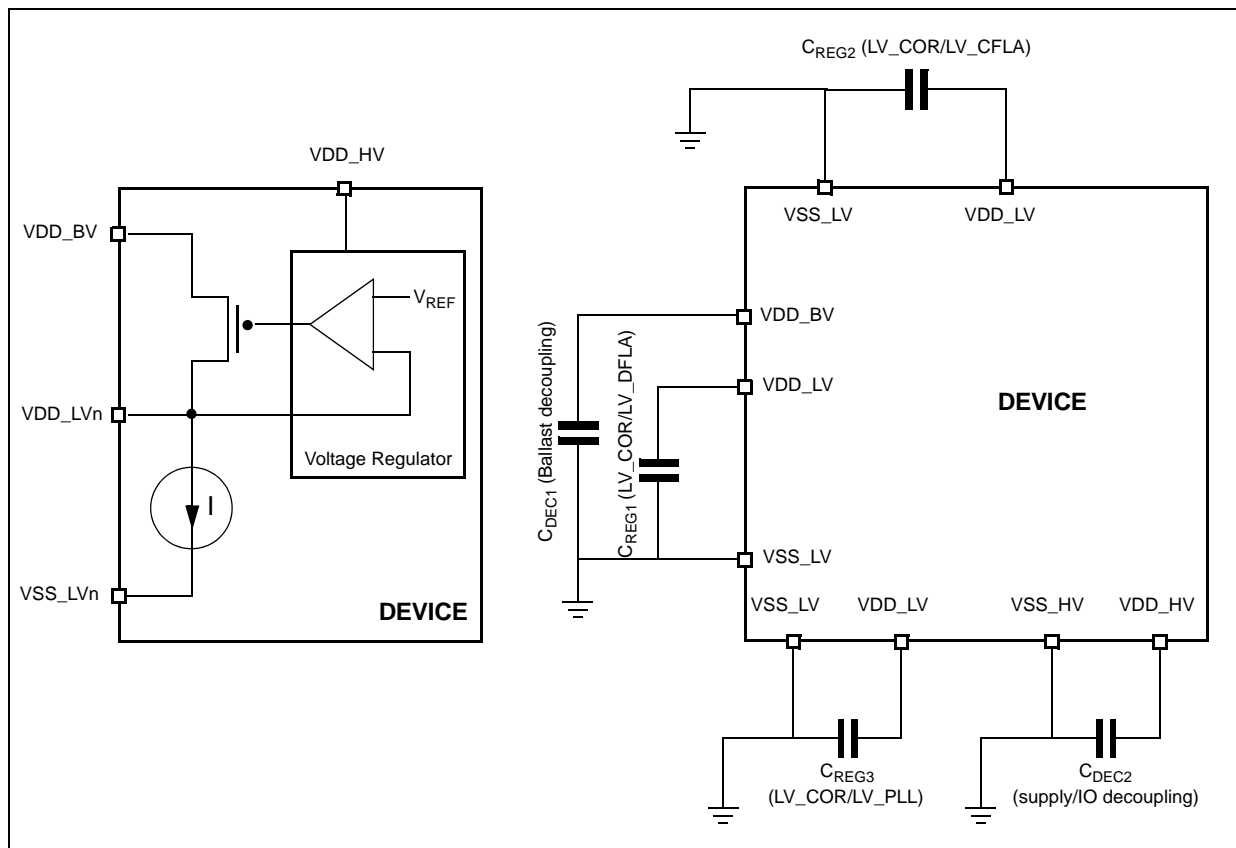 VDD_HV
VDD_BV
VREF
VDD_LVn
Voltage Regulator
I
VSS_LVn
DEVICE
CREG2 (LV_COR/LV_CFLA)
VSS_LV
VDD_LV
VDD_BV
VDD_LV
DEVICE
CDEC1 (Ballast decoupling)
CREG1 (LV_COR/LV_DFLA)
VSS_LV
VSS_LV
VDD_LV
VSS_HV
VDD_HV
CREG3
(LV_COR/LV_PLL)
CDEC2
(supply/IO decoupling)